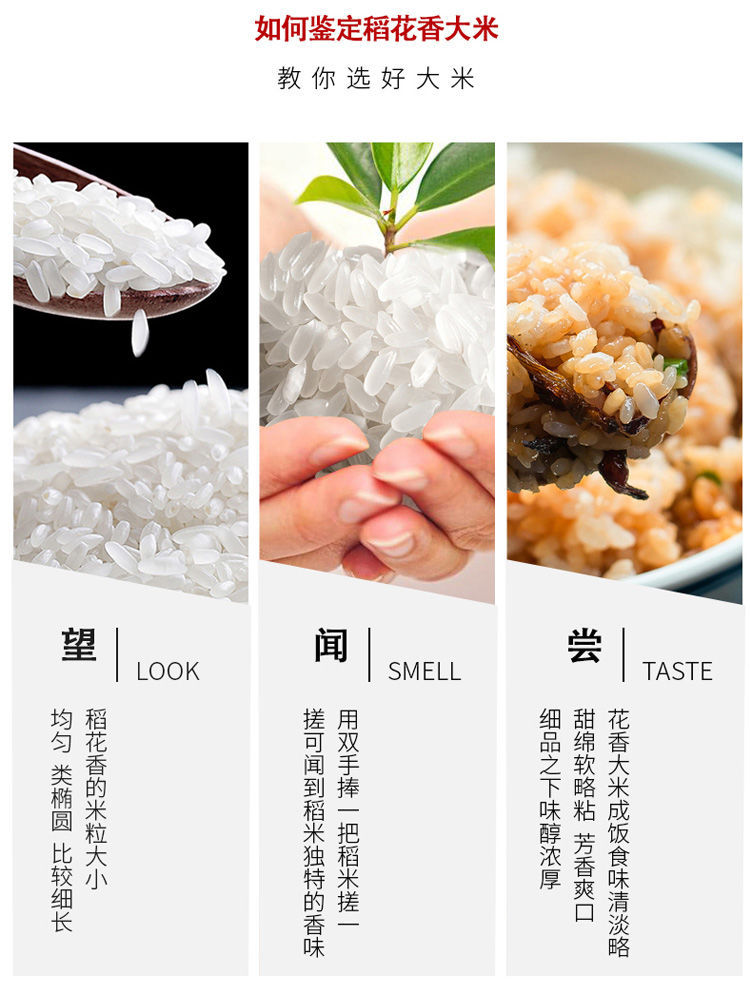 如何鉴定稻花香大米
教你选好大米
望
LOOK
稻花香的米粒大小
均匀 类椭圆 比较细长
闻
SMELL
用双手捧一把稻米搓一
搓可闻到稻米独特的香味
尝
TASTE
花香大米成饭食味清淡略
甜绵软略粘 芳香爽口
细品之下味醇浓厚